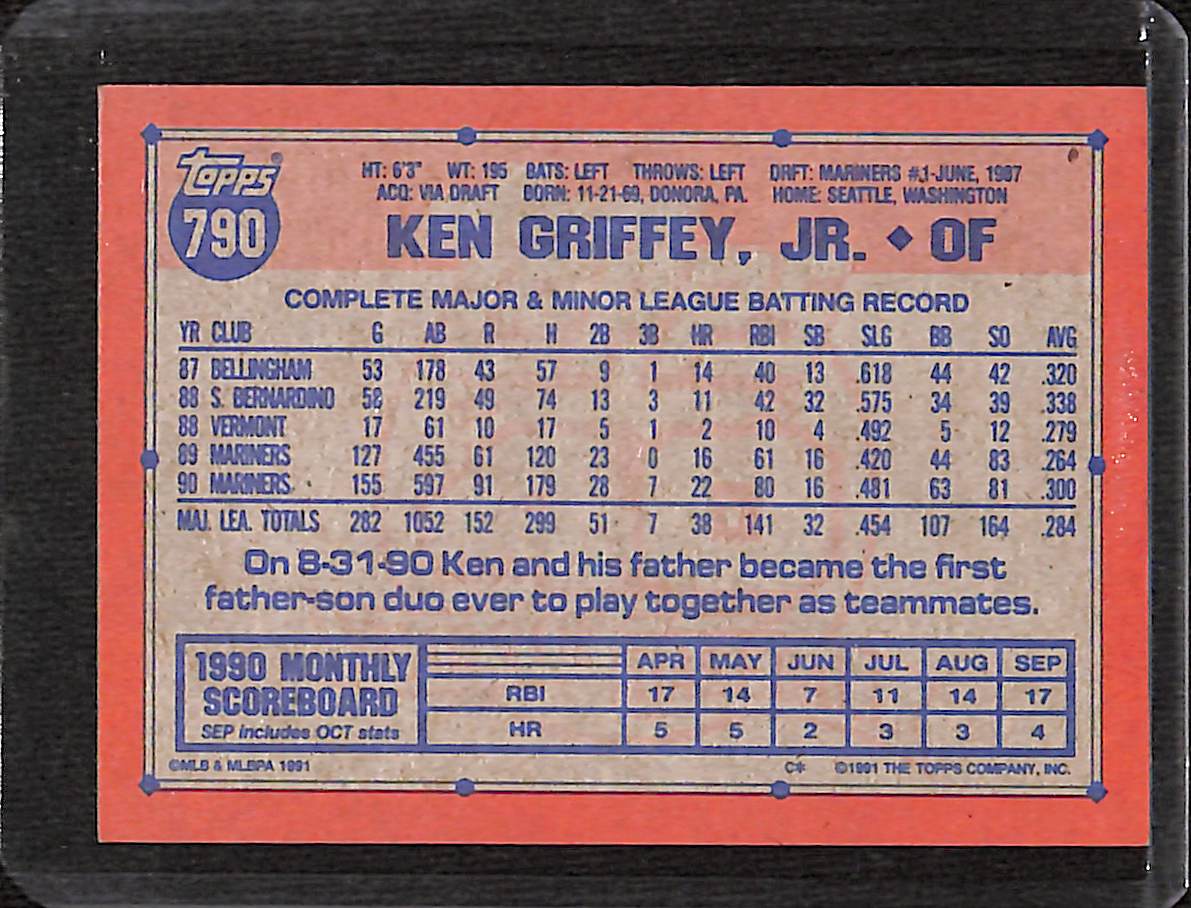 Topps®
790
HT: 6'3" WT: 195 BATS: LEFT THROWS: LEFT DRFT: MARINERS #1-JUNE, 1987
ACQ: VIA DRAFT BORN: 11-21-69, DONORA, PA. HOME: SEATTLE, WASHINGTON
KEN GRIFFEY, JR. ◆ OF
COMPLETE MAJOR & MINOR LEAGUE BATTING RECORD
YR CLUB G AB R H 2B 3B HR RBI SB SLG BB SO AVG
87 BELLINGHAM 53 178 43 57 9 1 14 40 13 .618 44 42 .320
88 S. BERNARDINO 58 219 49 74 13 3 11 42 32 .575 34 39 .338
88 VERMONT 17 61 10 17 5 1 2 10 4 .492 5 12 .279
89 MARINERS 127 455 61 120 23 0 16 61 16 .420 44 83 .264
90 MARINERS 155 597 91 179 28 7 22 80 16 .481 63 81 .300
MAJ. LEA. TOTALS 282 1052 152 299 51 7 38 141 32 .454 107 164 .284
On 8-31-90 Ken and his father became the first
father-son duo ever to play together as teammates.
1990 MONTHLY
SCOREBOARD
SEP includes OCT stats
APR MAY JUN JUL AUG SEP
RBI 17 14 7 11 14 17
HR 5 5 2 3 3 4
©MLB & MLBPA 1991 C* ©1991 THE TOPPS COMPANY, INC.